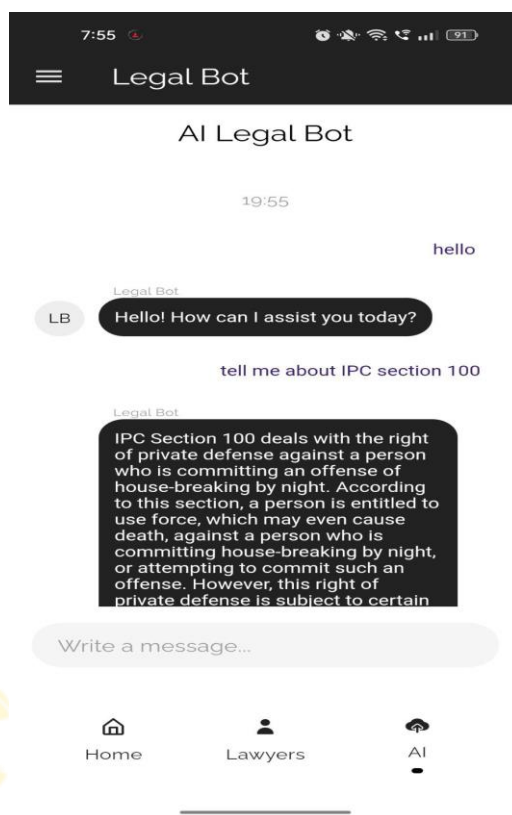 7:55
91
Legal Bot
AI Legal Bot
19:55
hello
Legal Bot
LB
Hello! How can I assist you today?
tell me about IPC section 100
Legal Bot
IPC Section 100 deals with the right
of private defense against a person
who is committing an offense of
house-breaking by night. According
to this section, a person is entitled to
use force, which may even cause
death, against a person who is
committing house-breaking by night,
or attempting to commit such an
offense. However, this right of
private defense is subject to certain
Write a message...
Home Lawyers AI